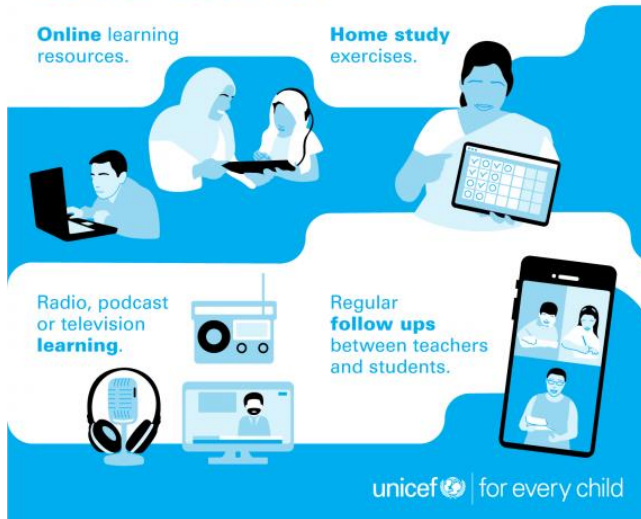 Online learning
resources.
Home study
exercises.
Radio, podcast
or television
learning.
Regular
follow ups
between teachers
and students.
unicef for every child